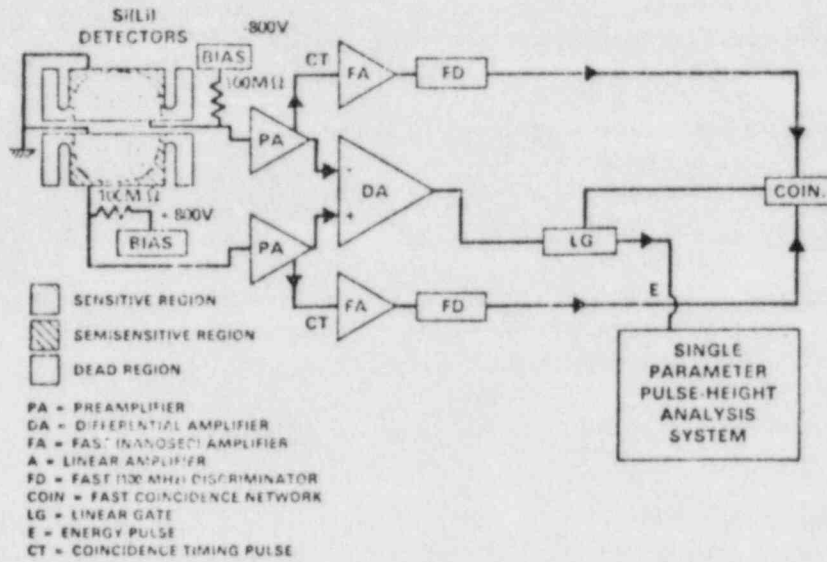 Si(Li)
DETECTORS
-800V
BIAS
100MΩ
CT
FA
FD
PA
-
DA
+
COIN.
100MΩ
-800V
BIAS
PA
LG
CT
FA
FD
E
SENSITIVE REGION
SEMISENSITIVE REGION
DEAD REGION
SINGLE
PARAMETER
PULSE-HEIGHT
ANALYSIS
SYSTEM
PA = PREAMPLIFIER
DA = DIFFERENTIAL AMPLIFIER
FA = FAST (NANOSEC) AMPLIFIER
A = LINEAR AMPLIFIER
FD = FAST (100 MHz) DISCRIMINATOR
COIN = FAST COINCIDENCE NETWORK
LG = LINEAR GATE
E = ENERGY PULSE
CT = COINCIDENCE TIMING PULSE